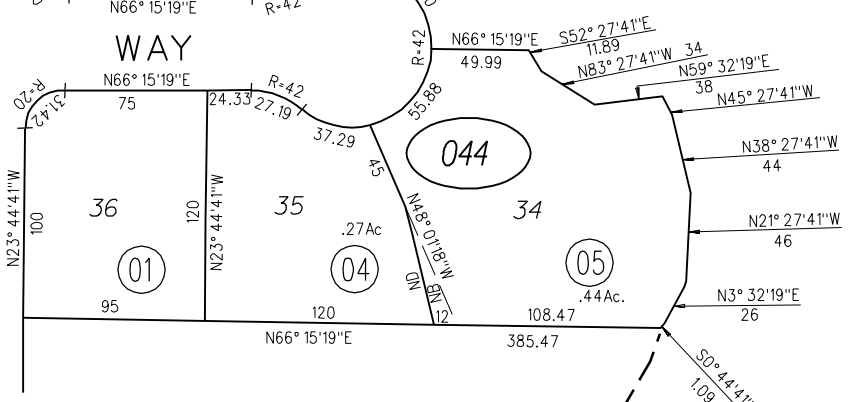 N66° 15'19"E
R=42
WAY
R=42
N66° 15'19"E
49.99
S52° 27'41"E
11.89
N83° 27'41"W 34
N59° 32'19"E
38
N45° 27'41"W
N66° 15'19"E
75
R=20
31.42
24.33
R=42
27.19
37.29
55.88
044
45
N38° 27'41"W
44
36
35
34
100
N23° 44'41"W
120
N23° 44'41"W
.27Ac
N48° 01'18"W
N21° 27'41"W
46
01
04
05
ND
NB
.44Ac.
N3° 32'19"E
26
95
120
12
108.47
N66° 15'19"E
385.47
S0° 44'41"
1.09